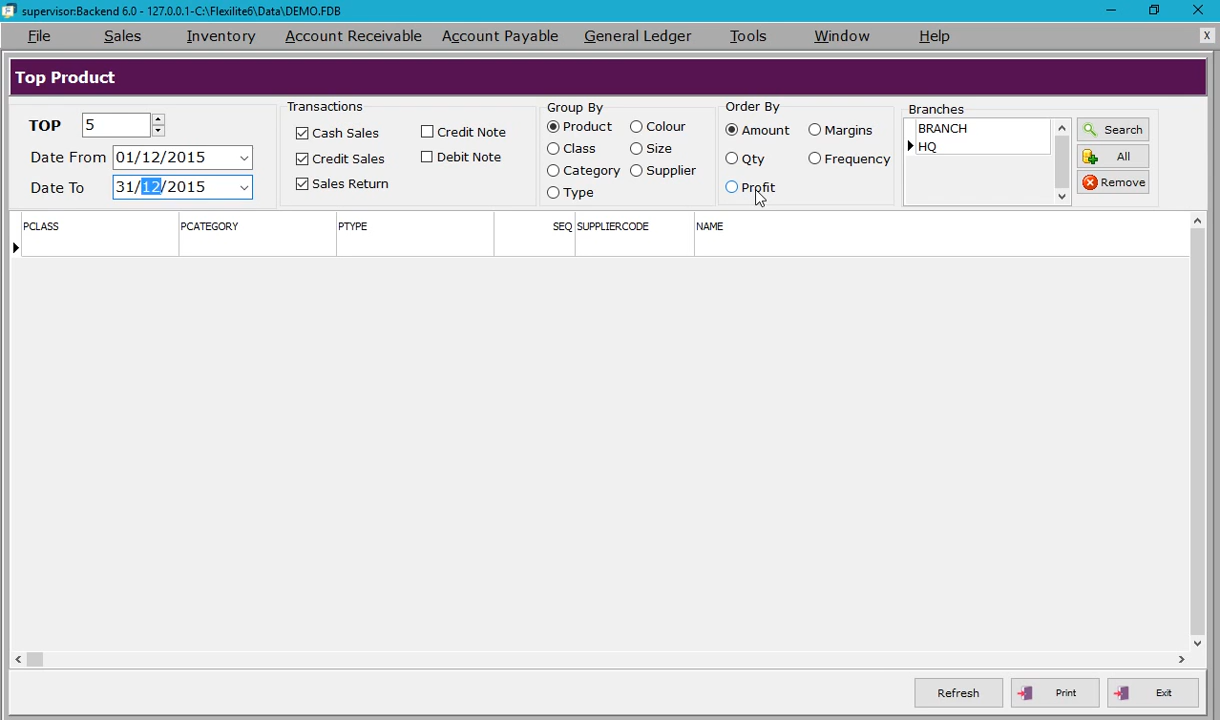 supervisor:Backend 6.0 - 127.0.0.1-C:\Flexilite6\Data\DEMO.FDB
File Sales Inventory Account Receivable Account Payable General Ledger Tools Window Help X
Top Product
TOP 5
Date From 01/12/2015
Date To 31/12/2015
Transactions
Cash Sales Credit Note
Credit Sales Debit Note
Sales Return
Group By
Product Colour
Class Size
Category Supplier
Type
Order By
Amount Margins
Qty Frequency
Profit
Branches
BRANCH
HQ
Search
All
Remove
PCLASS PCATEGORY PTYPE SEQ SUPPLIERCODE NAME
Refresh Print Exit